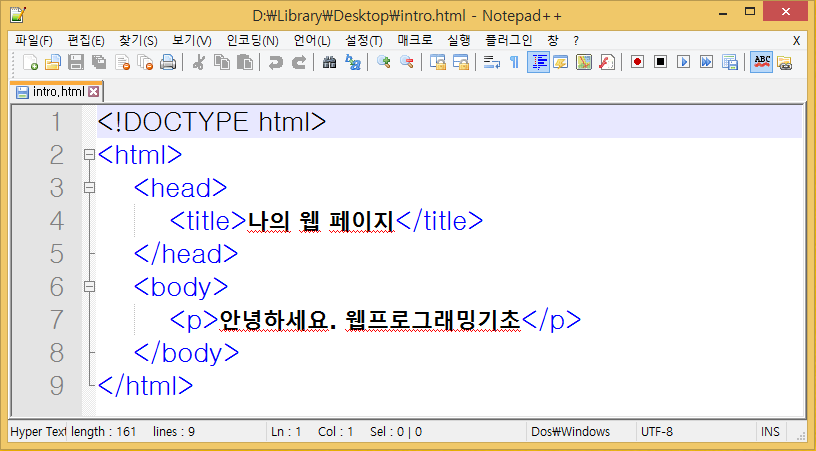 D:₩Library₩Desktop₩intro.html - Notepad++
파일(F) 편집(E) 찾기(S) 보기(V) 인코딩(N) 언어(L) 설정(T) 매크로 실행 플러그인 창 ? X
ABC
intro.html
1 <!DOCTYPE html>
2 <html>
3 <head>
4 <title>나의 웹 페이지</title>
5 </head>
6 <body>
7 <p>안녕하세요. 웹프로그래밍기초</p>
8 </body>
9 </html>
Hyper Text length : 161 lines : 9 Ln : 1 Col : 1 Sel : 0 | 0 Dos₩Windows UTF-8 INS